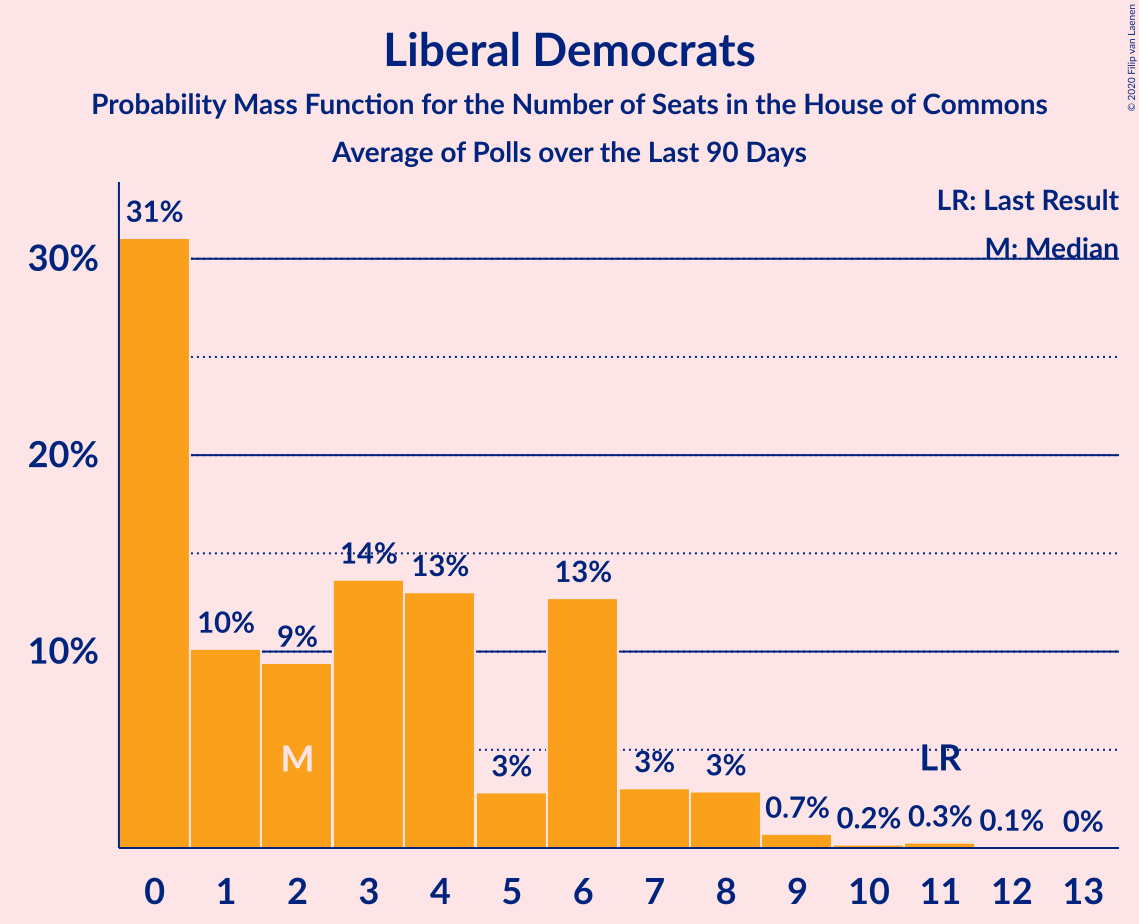 Liberal Democrats
Probability Mass Function for the Number of Seats in the House of Commons
Average of Polls over the Last 90 Days
© 2020 Filip van Laenen
LR: Last Result
M: Median
31%
30%
20%
14%
13%
13%
10%
9%
10%
M
3%
3%
3%
LR
0.7%
0.2%
0.3%
0.1%
0%
0 1 2 3 4 5 6 7 8 9 10 11 12 13